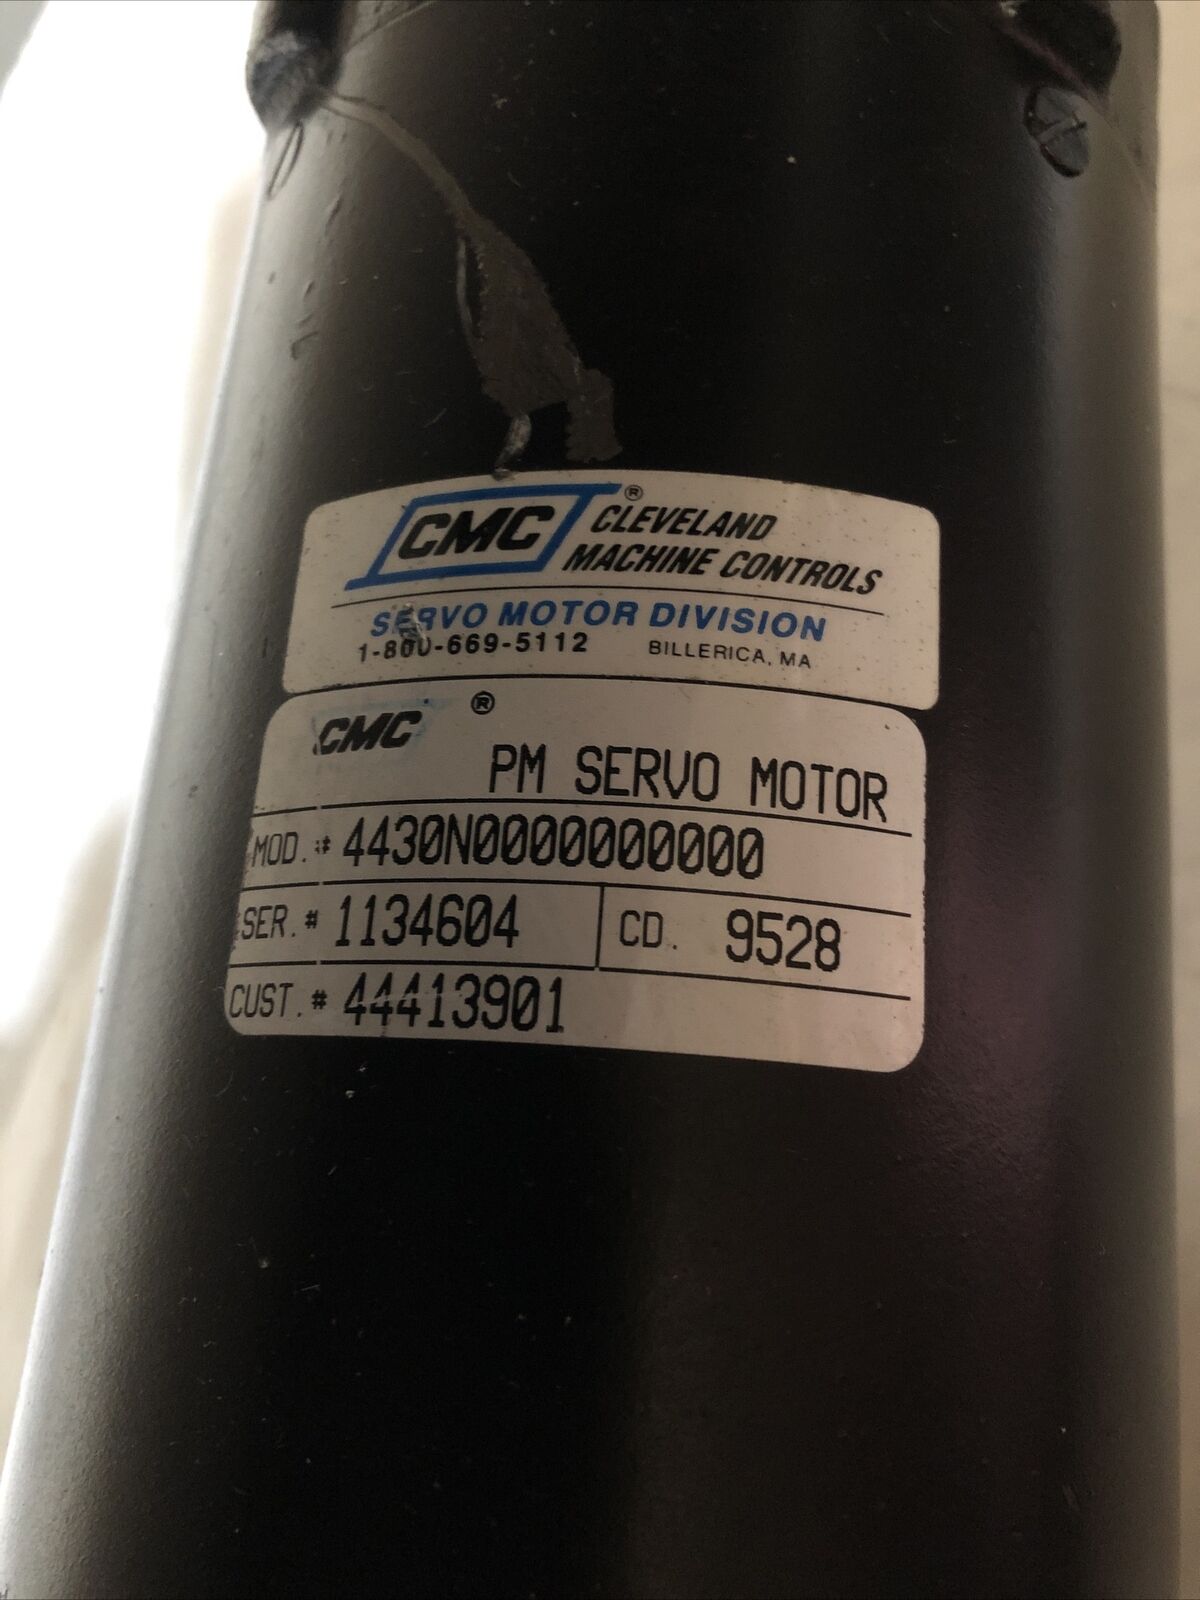 CMC® CLEVELAND
MACHINE CONTROLS
SERVO MOTOR DIVISION
1-800-669-5112 BILLERICA, MA
CMC ®
PM SERVO MOTOR
MOD.# 4430N0000000000
SER.# 1134604 CD. 9528
CUST.# 44413901